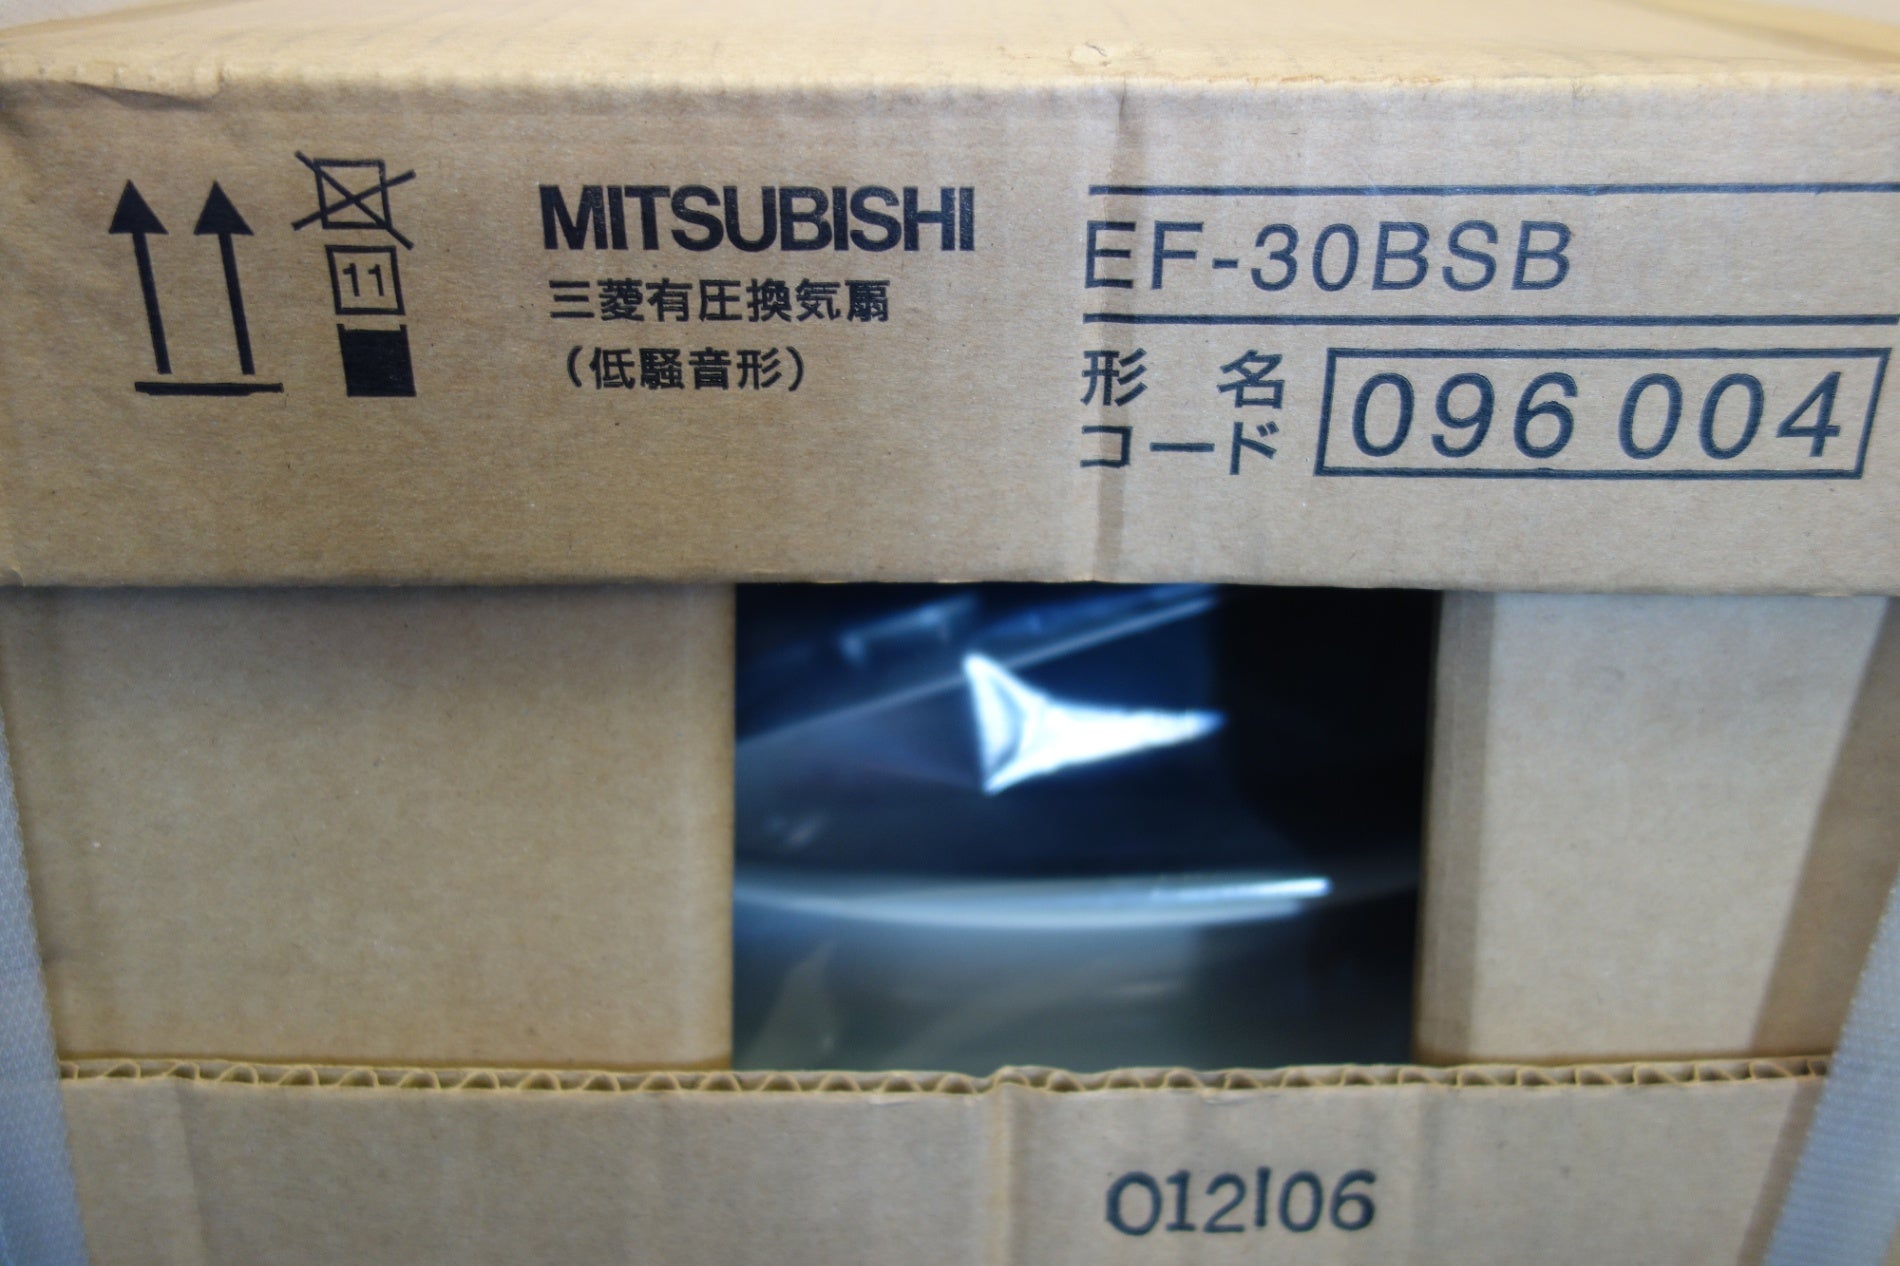 11
MITSUBISHI
三菱有圧換気扇
(低騒音形)
EF-30BSB
形名
コード
096 004
012106